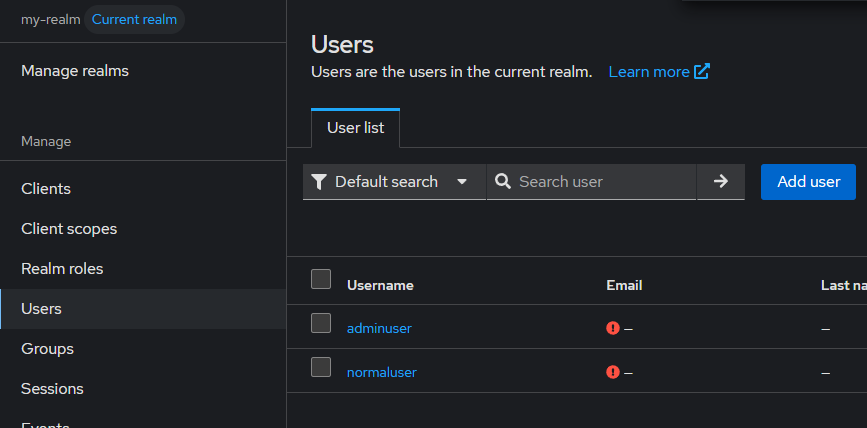 my-realm Current realm
Manage realms
Manage
Clients
Client scopes
Realm roles
Users
Groups
Sessions
Events
Users
Users are the users in the current realm. Learn more
User list
Default search Search user Add user
Username Email Last na
adminuser –  –
normaluser –  –